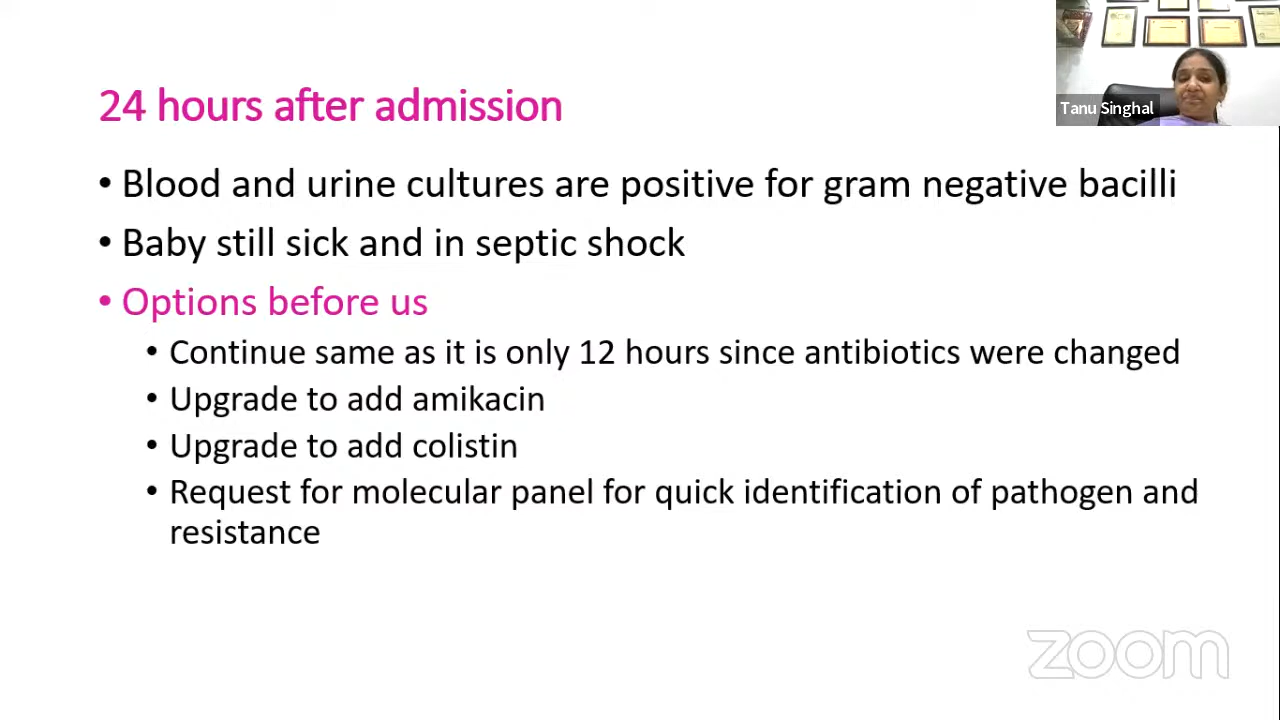 Tanu Singhal
24 hours after admission
• Blood and urine cultures are positive for gram negative bacilli
• Baby still sick and in septic shock
• Options before us
• Continue same as it is only 12 hours since antibiotics were changed
• Upgrade to add amikacin
• Upgrade to add colistin
• Request for molecular panel for quick identification of pathogen and
resistance
zoom